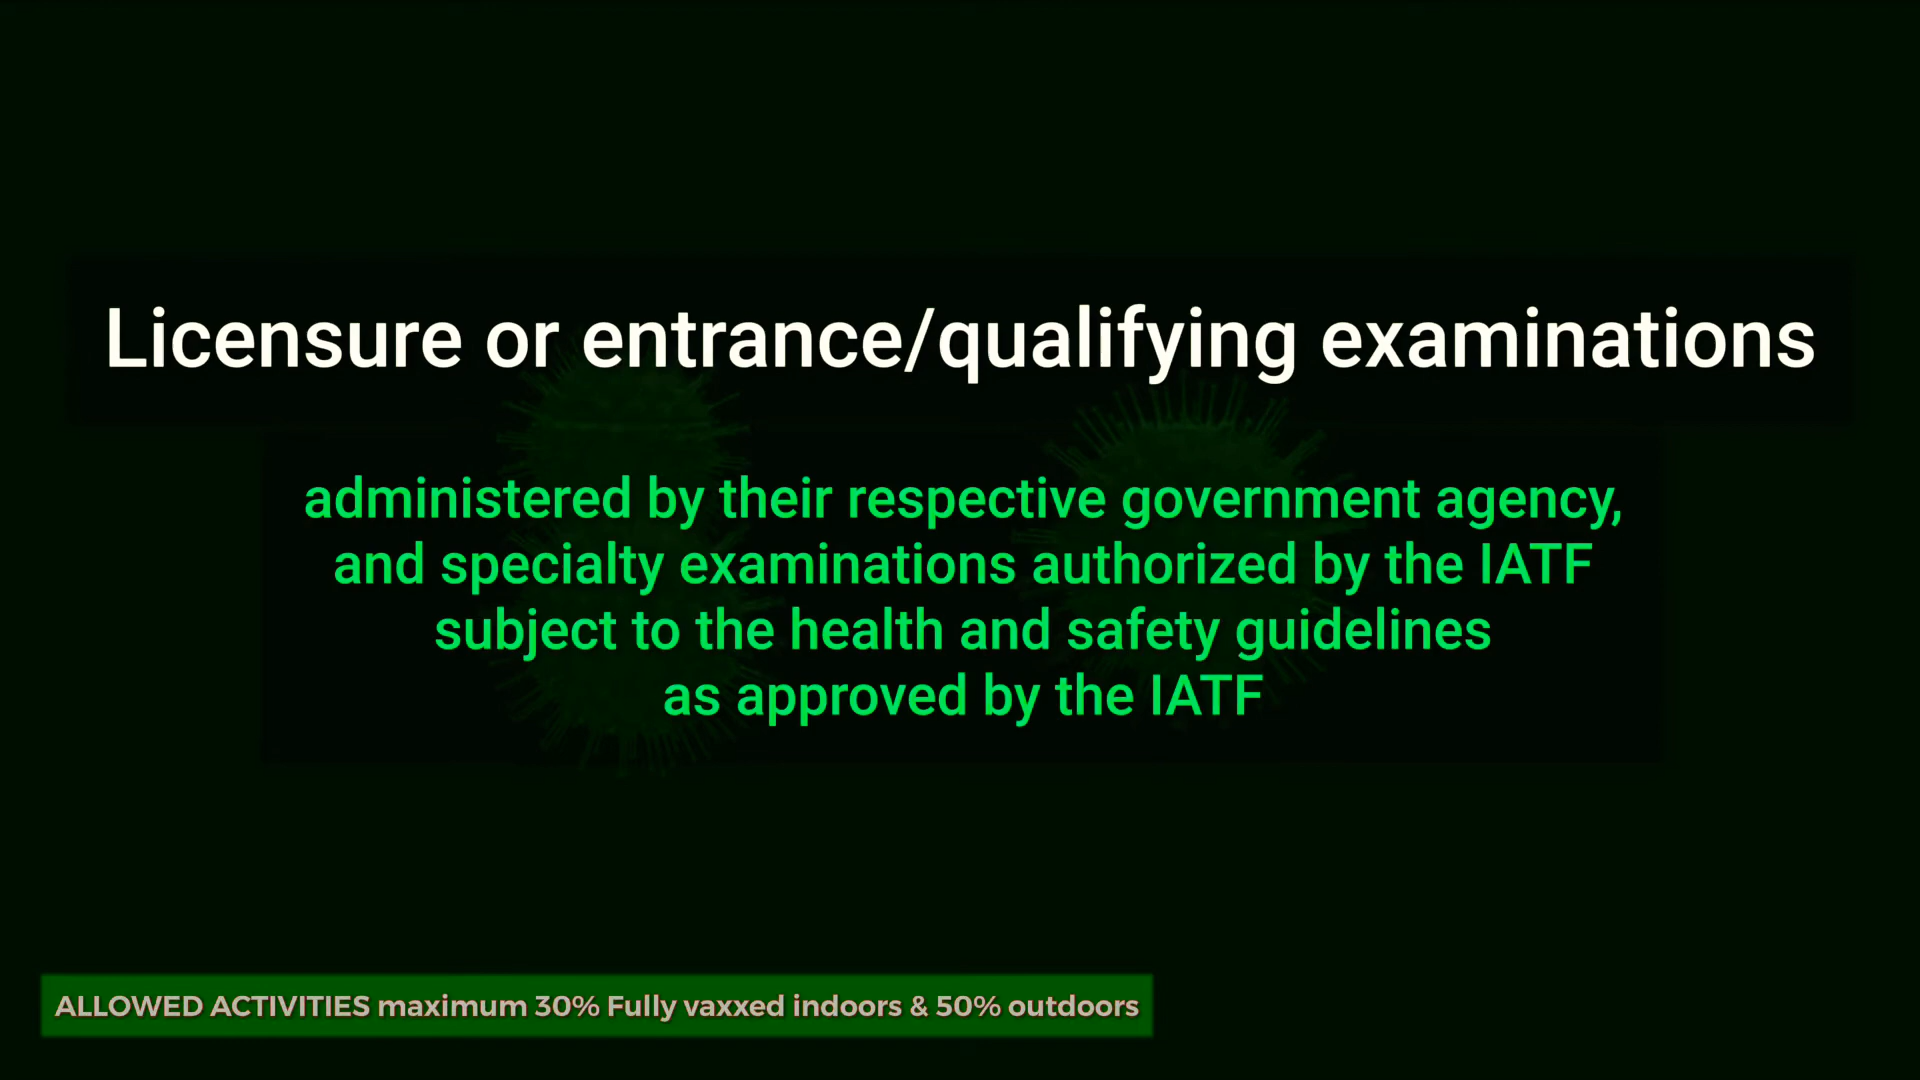 Licensure or entrance/qualifying examinations
administered by their respective government agency,
and specialty examinations authorized by the IATF
subject to the health and safety guidelines
as approved by the IATF
ALLOWED ACTIVITIES maximum 30% Fully vaxxed indoors & 50% outdoors